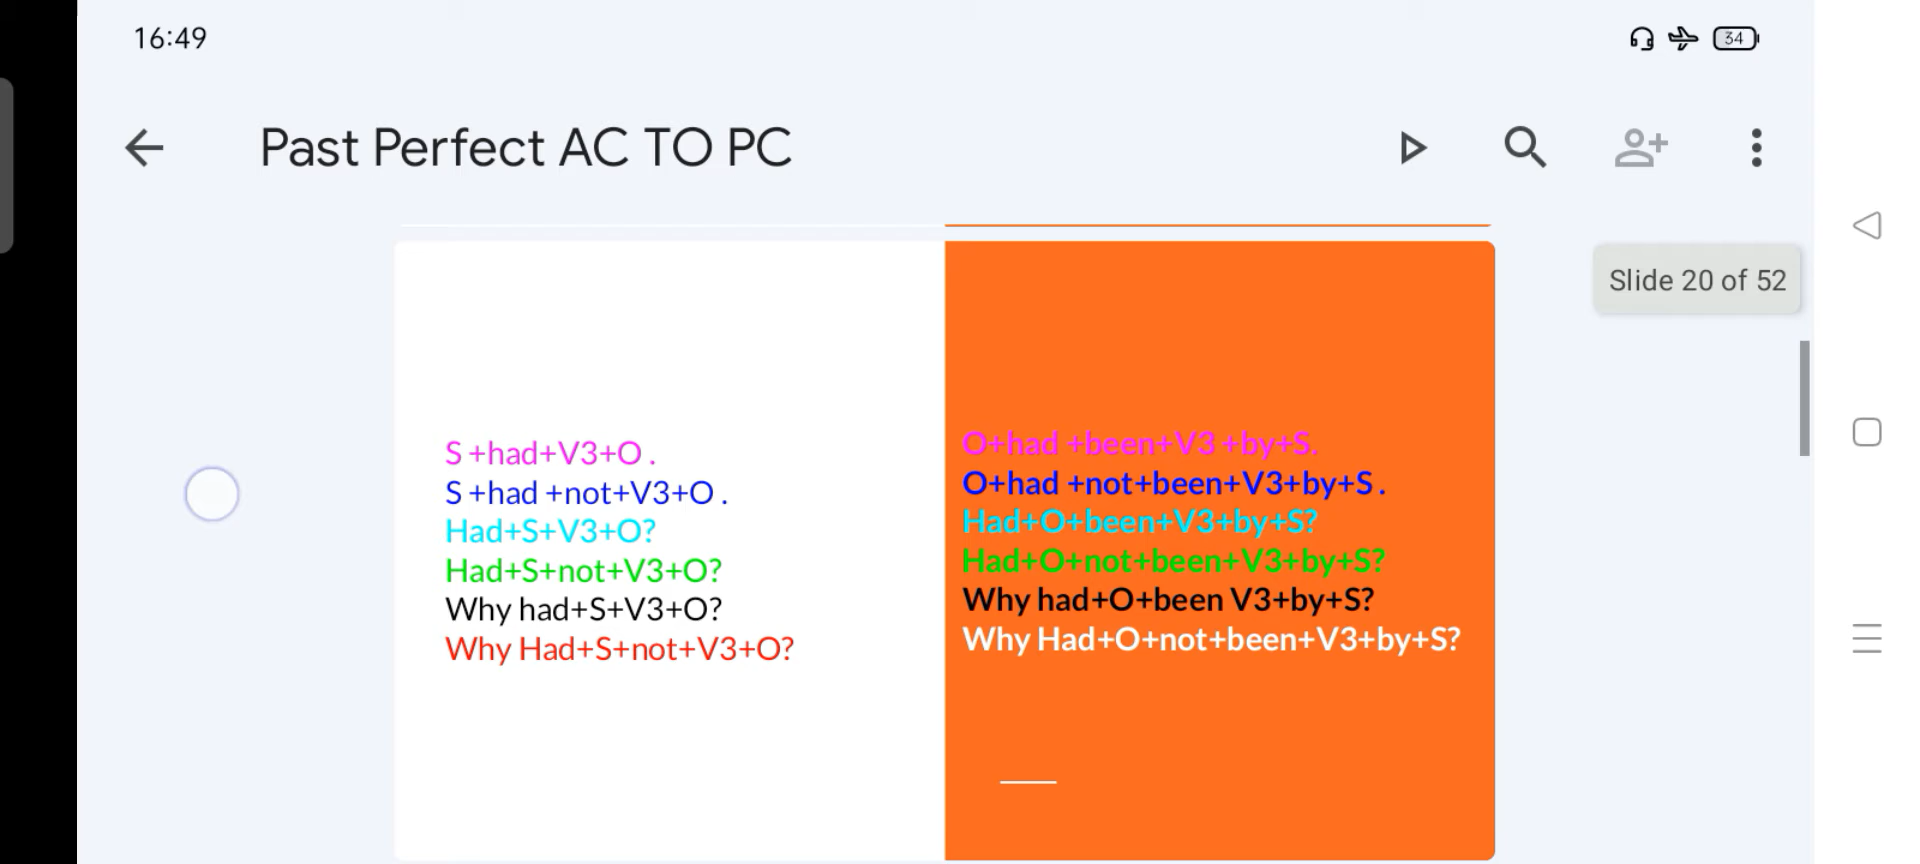 16:49
34
Past Perfect AC TO PC
Slide 20 of 52
S +had+V3+O .
S +had +not+V3+O .
Had+S+V3+O?
Had+S+not+V3+O?
Why had+S+V3+O?
Why Had+S+not+V3+O?
O+had +been+V3 +by+S.
O+had +not+been+V3+by+S .
Had+O+been+V3+by+S?
Had+O+not+been+V3+by+S?
Why had+O+been V3+by+S?
Why Had+O+not+been+V3+by+S?